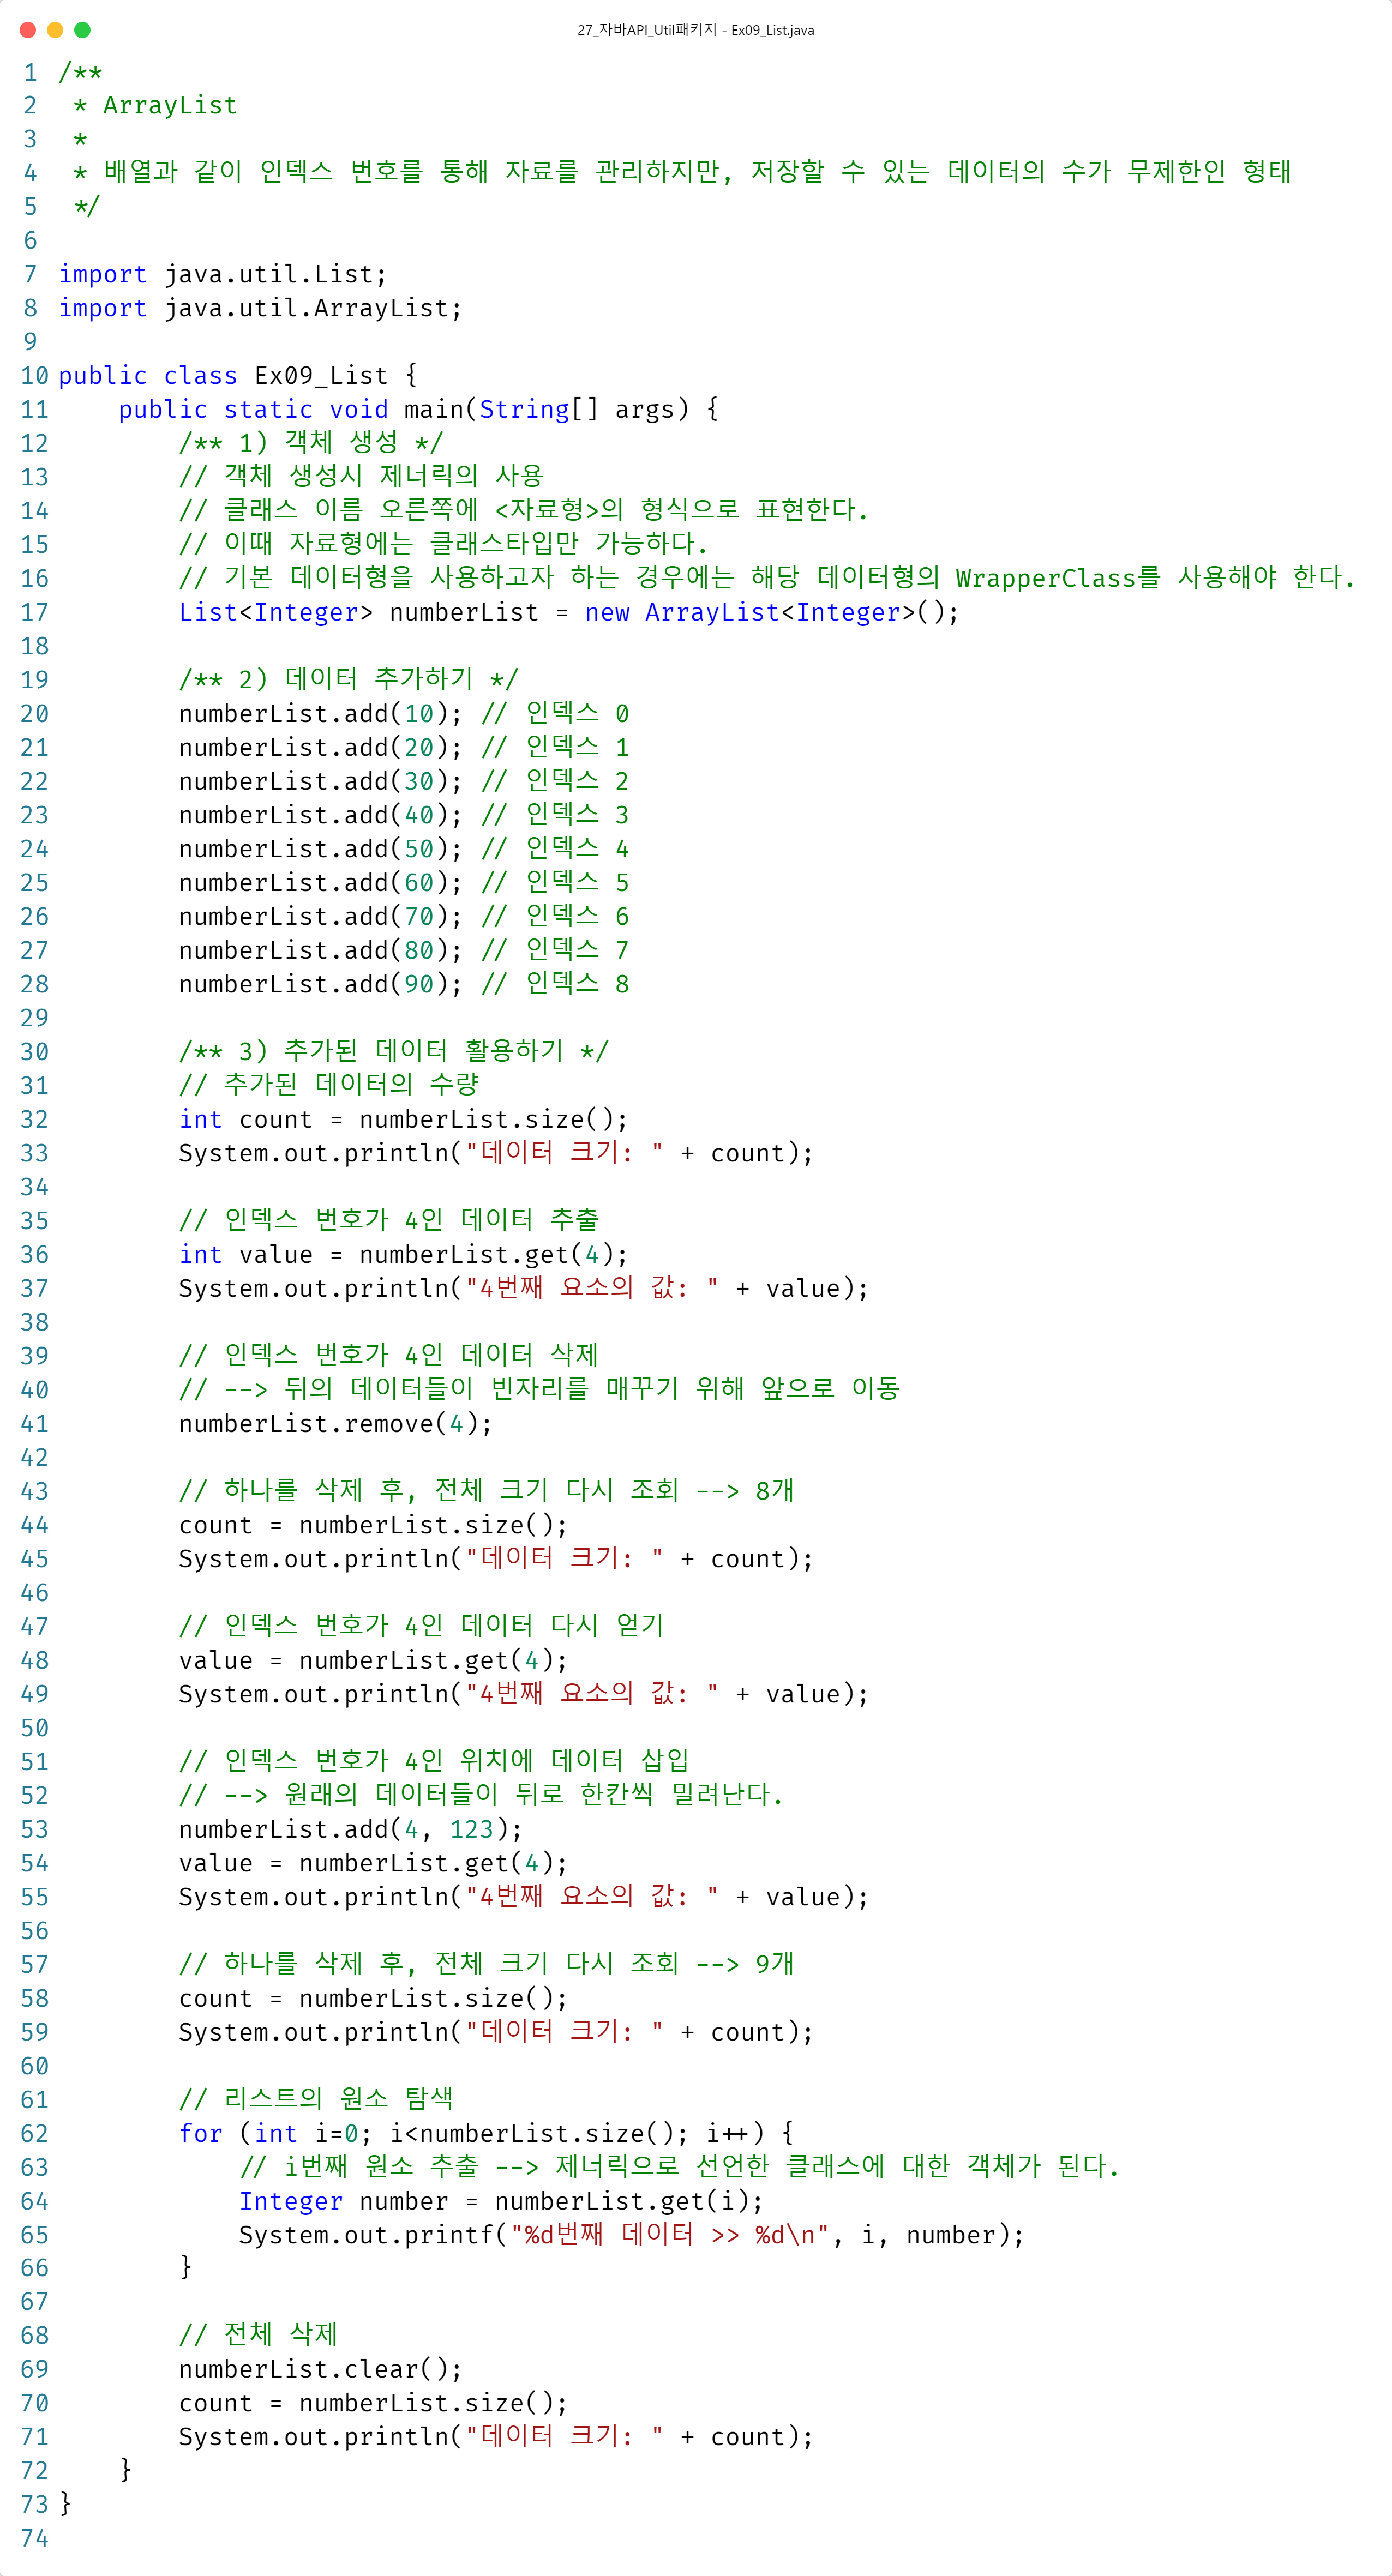 27_자바API_Util패키지 - Ex09_List.java
1 /**
2  * ArrayList
3  *
4  * 배열과 같이 인덱스 번호를 통해 자료를 관리하지만, 저장할 수 있는 데이터의 수가 무제한인 형태
5  */
6
7 import java.util.List;
8 import java.util.ArrayList;
9
10 public class Ex09_List {
11     public static void main(String[] args) {
12         /** 1) 객체 생성 */
13         // 객체 생성시 제너릭의 사용
14         // 클래스 이름 오른쪽에 <자료형>의 형식으로 표현한다.
15         // 이때 자료형에는 클래스타입만 가능하다.
16         // 기본 데이터형을 사용하고자 하는 경우에는 해당 데이터형의 WrapperClass를 사용해야 한다.
17         List<Integer> numberList = new ArrayList<Integer>();
18
19         /** 2) 데이터 추가하기 */
20         numberList.add(10); // 인덱스 0
21         numberList.add(20); // 인덱스 1
22         numberList.add(30); // 인덱스 2
23         numberList.add(40); // 인덱스 3
24         numberList.add(50); // 인덱스 4
25         numberList.add(60); // 인덱스 5
26         numberList.add(70); // 인덱스 6
27         numberList.add(80); // 인덱스 7
28         numberList.add(90); // 인덱스 8
29
30         /** 3) 추가된 데이터 활용하기 */
31         // 추가된 데이터의 수량
32         int count = numberList.size();
33         System.out.println("데이터 크기: " + count);
34
35         // 인덱스 번호가 4인 데이터 추출
36         int value = numberList.get(4);
37         System.out.println("4번째 요소의 값: " + value);
38
39         // 인덱스 번호가 4인 데이터 삭제
40         // --> 뒤의 데이터들이 빈자리를 매꾸기 위해 앞으로 이동
41         numberList.remove(4);
42
43         // 하나를 삭제 후, 전체 크기 다시 조회 --> 8개
44         count = numberList.size();
45         System.out.println("데이터 크기: " + count);
46
47         // 인덱스 번호가 4인 데이터 다시 얻기
48         value = numberList.get(4);
49         System.out.println("4번째 요소의 값: " + value);
50
51         // 인덱스 번호가 4인 위치에 데이터 삽입
52         // --> 원래의 데이터들이 뒤로 한칸씩 밀려난다.
53         numberList.add(4, 123);
54         value = numberList.get(4);
55         System.out.println("4번째 요소의 값: " + value);
56
57         // 하나를 삭제 후, 전체 크기 다시 조회 --> 9개
58         count = numberList.size();
59         System.out.println("데이터 크기: " + count);
60
61         // 리스트의 원소 탐색
62         for (int i=0; i<numberList.size(); i++) {
63             // i번째 원소 추출 --> 제너릭으로 선언한 클래스에 대한 객체가 된다.
64             Integer number = numberList.get(i);
65             System.out.printf("%d번째 데이터 >> %d\n", i, number);
66         }
67
68         // 전체 삭제
69         numberList.clear();
70         count = numberList.size();
71         System.out.println("데이터 크기: " + count);
72     }
73 }
74